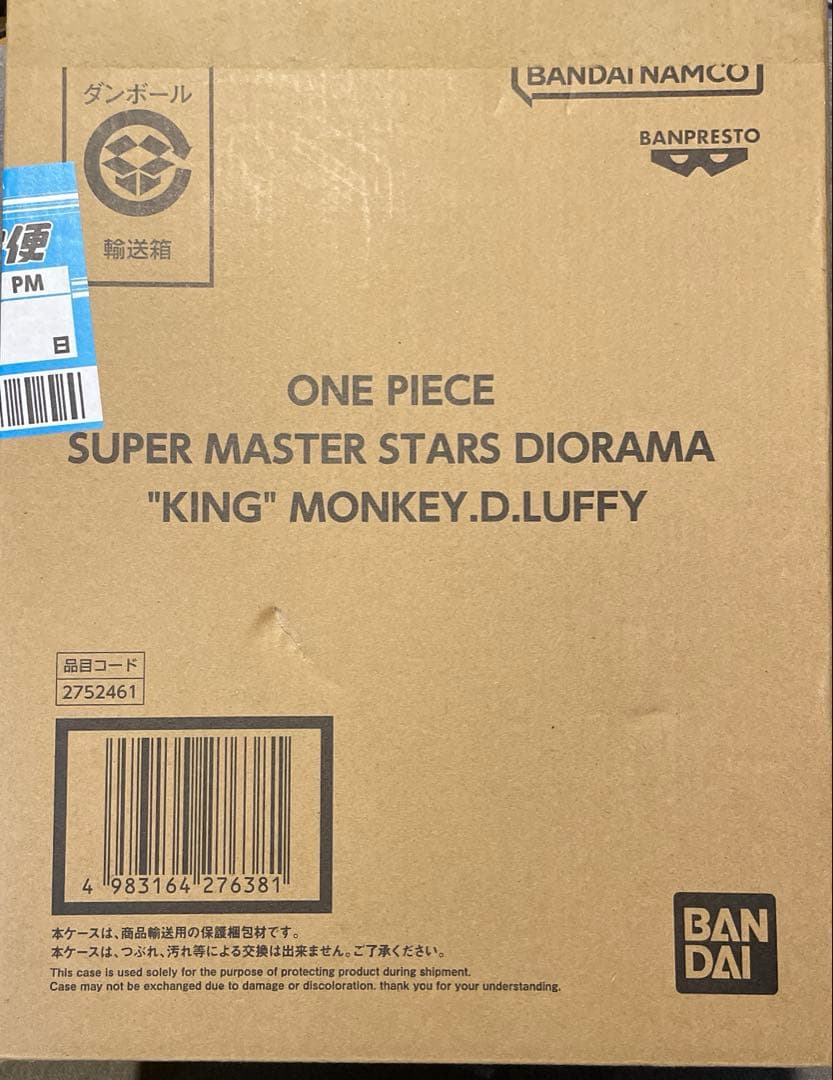 ダンボール
輸送箱
BANDAI NAMCO
BANPRESTO
便
PM
日
ONE PIECE
SUPER MASTER STARS DIORAMA
"KING" MONKEY.D.LUFFY
品目コード
2752461
4 983164 276381
本ケースは、商品輸送用の保護梱包材です。
本ケースは、つぶれ、汚れ等による交換は出来ません。ご了承ください。
This case is used solely for the purpose of protecting product during shipment.
Case may not be exchanged due to damage or discoloration. thank you for your understanding.
BAN
DAI